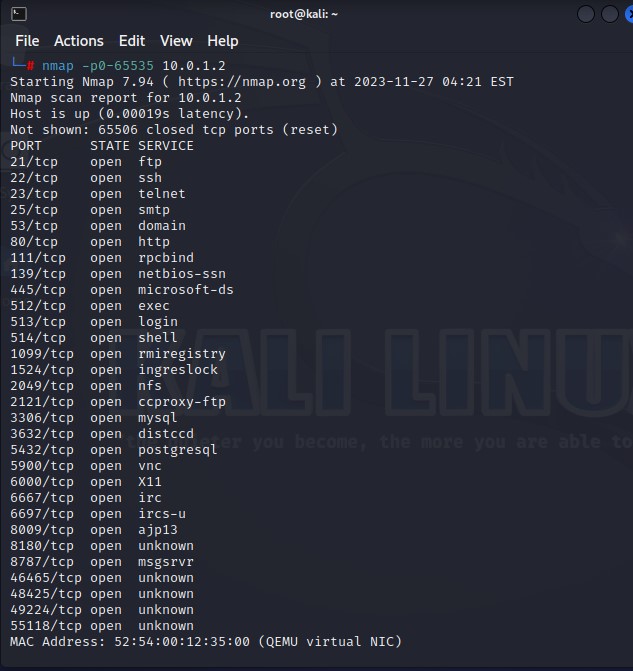 root@kali: ~
File Actions Edit View Help
└─# nmap -p0-65535 10.0.1.2
Starting Nmap 7.94 ( https://nmap.org ) at 2023-11-27 04:21 EST
Nmap scan report for 10.0.1.2
Host is up (0.00019s latency).
Not shown: 65506 closed tcp ports (reset)
PORT STATE SERVICE
21/tcp open ftp
22/tcp open ssh
23/tcp open telnet
25/tcp open smtp
53/tcp open domain
80/tcp open http
111/tcp open rpcbind
139/tcp open netbios-ssn
445/tcp open microsoft-ds
512/tcp open exec
513/tcp open login
514/tcp open shell
1099/tcp open rmiregistry
1524/tcp open ingreslock
2049/tcp open nfs
2121/tcp open ccproxy-ftp
3306/tcp open mysql
3632/tcp open distccd
5432/tcp open postgresql
5900/tcp open vnc
6000/tcp open X11
6667/tcp open irc
6697/tcp open ircs-u
8009/tcp open ajp13
8180/tcp open unknown
8787/tcp open msgsrvr
46465/tcp open unknown
48425/tcp open unknown
49224/tcp open unknown
55118/tcp open unknown
MAC Address: 52:54:00:12:35:00 (QEMU virtual NIC)
KALI LINU
you become, the more you are able to